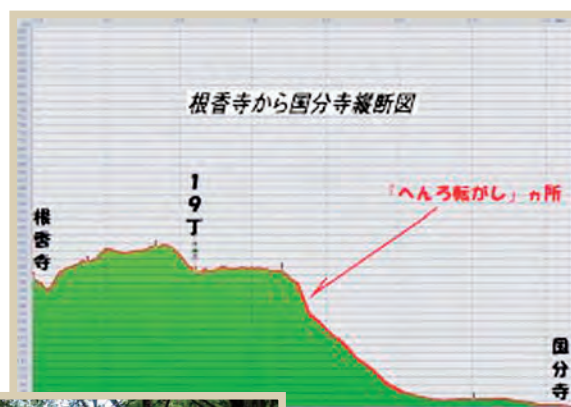 根香寺から国分寺縦断図
19丁
「へんろ転がし」ヵ所
根香寺
国分寺